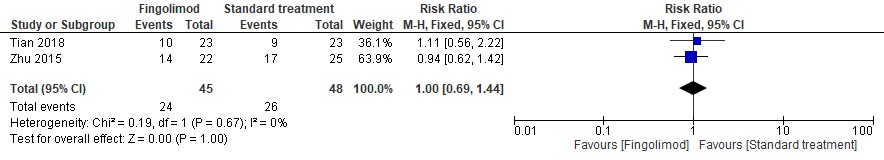 Fingolimod Standard treatment Risk Ratio Risk Ratio
Study or Subgroup Events Total Events Total Weight M-H, Fixed, 95% CI M-H, Fixed, 95% CI
Tian 2018 10 23 9 23 36.1% 1.11 [0.56, 2.22]
Zhu 2015 14 22 17 25 63.9% 0.94 [0.62, 1.42]
Total (95% CI) 45 48 100.0% 1.00 [0.69, 1.44]
Total events 24 26
Heterogeneity: Chi² = 0.19, df = 1 (P = 0.67); I² = 0%
Test for overall effect: Z = 0.00 (P = 1.00)
0.01 0.1 1 10 100
Favours [Fingolimod] Favours [Standard treatment]